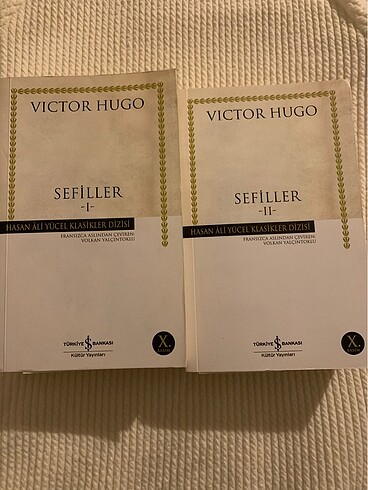 VICTOR HUGO
SEFİLLER
-I-
HASAN ÂLİ YÜCEL KLASİKLER DİZİSİ
FRANSIZCA ASLINDAN ÇEVİREN:
VOLKAN YALÇINTOKLU
TÜRKİYE İŞ BANKASI
Kültür Yayınları
X.
BASIM
VICTOR HUGO
SEFİLLER
-II-
HASAN ÂLİ YÜCEL KLASİKLER DİZİSİ
FRANSIZCA ASLINDAN ÇEVİREN:
VOLKAN YALÇINTOKLU
TÜRKİYE İŞ BANKASI
Kültür Yayınları
X.
BASIM